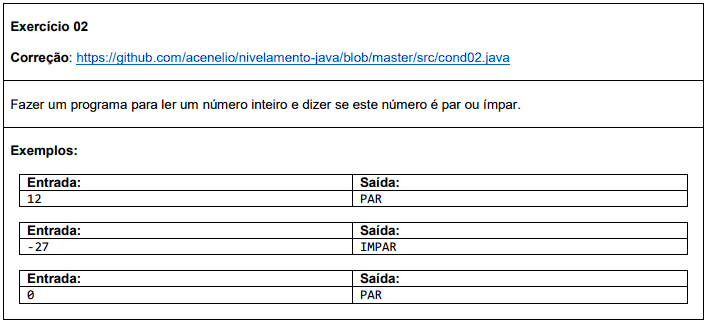 Exercício 02
Correção: https://github.com/acenelio/nivelamento-java/blob/master/src/cond02.java
Fazer um programa para ler um número inteiro e dizer se este número é par ou ímpar.
Exemplos:
Entrada: Saída:
12 PAR
Entrada: Saída:
-27 IMPAR
Entrada: Saída:
0 PAR